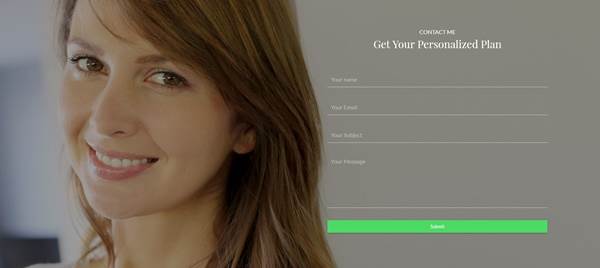 CONTACT ME
Get Your Personalized Plan
Your name
Your Email
Your Subject
Your Message
Submit